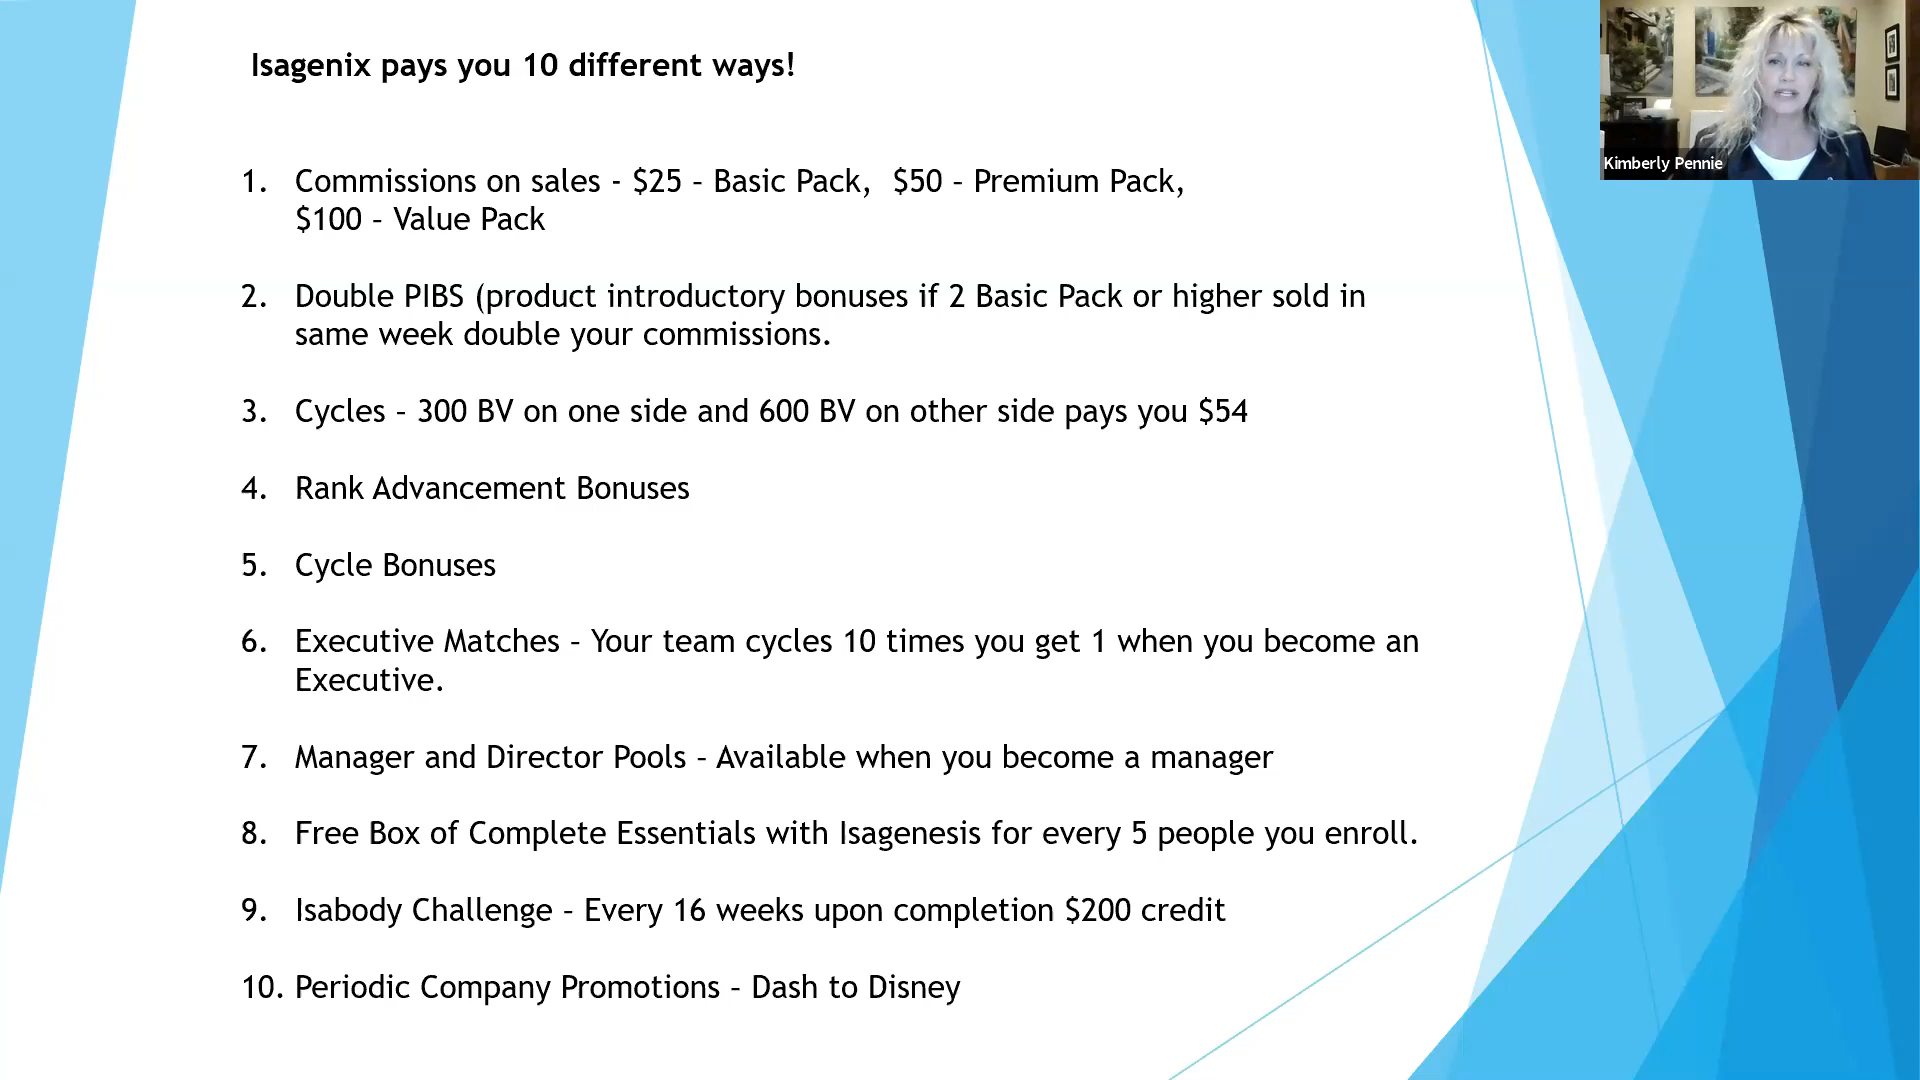 Isagenix pays you 10 different ways!
Kimberly Pennie
1. Commissions on sales - $25 – Basic Pack, $50 – Premium Pack,
$100 – Value Pack
2. Double PIBS (product introductory bonuses if 2 Basic Pack or higher sold in
same week double your commissions.
3. Cycles – 300 BV on one side and 600 BV on other side pays you $54
4. Rank Advancement Bonuses
5. Cycle Bonuses
6. Executive Matches – Your team cycles 10 times you get 1 when you become an
Executive.
7. Manager and Director Pools – Available when you become a manager
8. Free Box of Complete Essentials with Isagenesis for every 5 people you enroll.
9. Isabody Challenge – Every 16 weeks upon completion $200 credit
10. Periodic Company Promotions – Dash to Disney